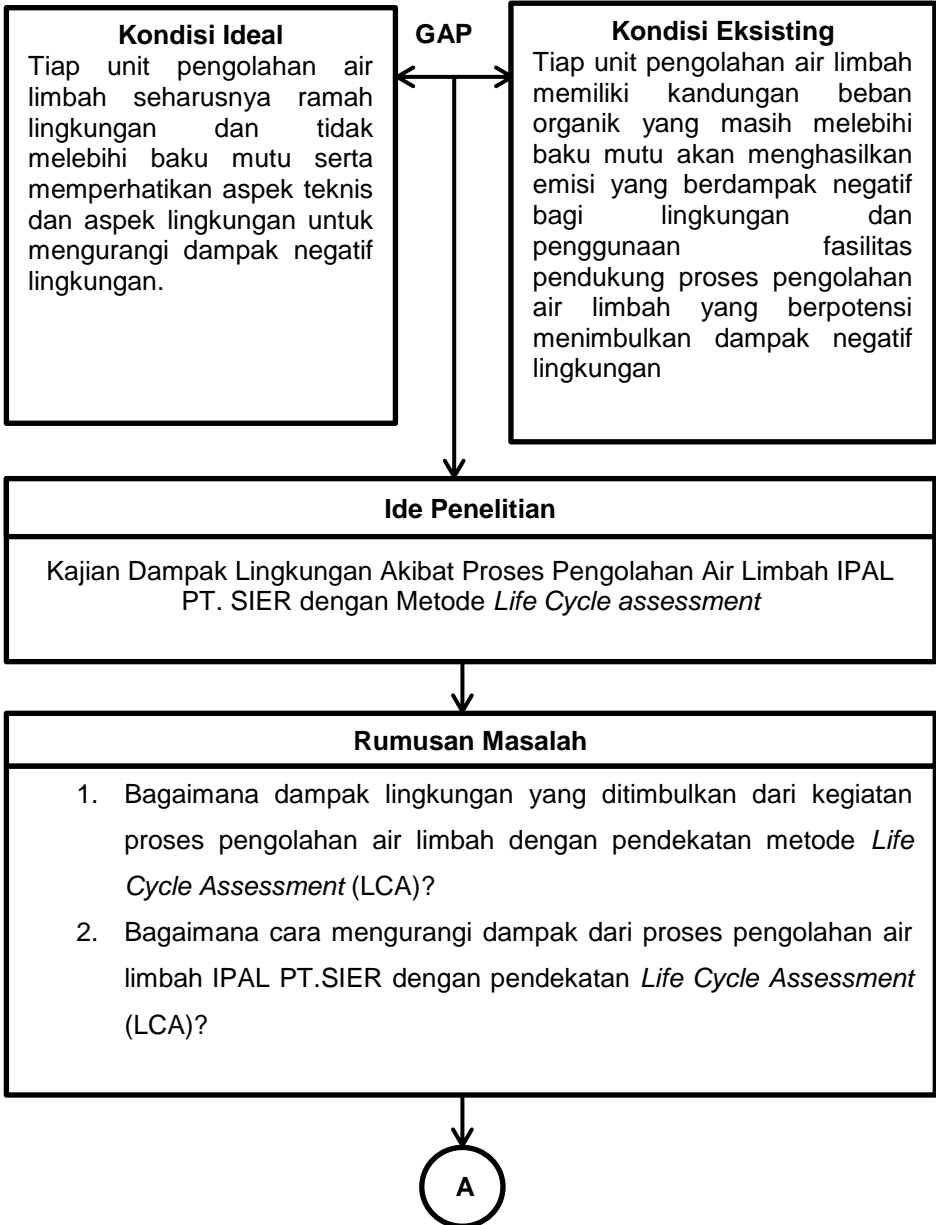 Kondisi Ideal
Tiap unit pengolahan air
limbah seharusnya ramah
lingkungan dan tidak
melebihi baku mutu serta
memperhatikan aspek teknis
dan aspek lingkungan untuk
mengurangi dampak negatif
lingkungan.
GAP
Kondisi Eksisting
Tiap unit pengolahan air limbah
memiliki kandungan beban
organik yang masih melebihi
baku mutu akan menghasilkan
emisi yang berdampak negatif
bagi lingkungan dan
penggunaan fasilitas
pendukung proses pengolahan
air limbah yang berpotensi
menimbulkan dampak negatif
lingkungan
Ide Penelitian
Kajian Dampak Lingkungan Akibat Proses Pengolahan Air Limbah IPAL
PT. SIER dengan Metode Life Cycle assessment
Rumusan Masalah
1. Bagaimana dampak lingkungan yang ditimbulkan dari kegiatan
proses pengolahan air limbah dengan pendekatan metode Life
Cycle Assessment (LCA)?
2. Bagaimana cara mengurangi dampak dari proses pengolahan air
limbah IPAL PT.SIER dengan pendekatan Life Cycle Assessment
(LCA)?
A